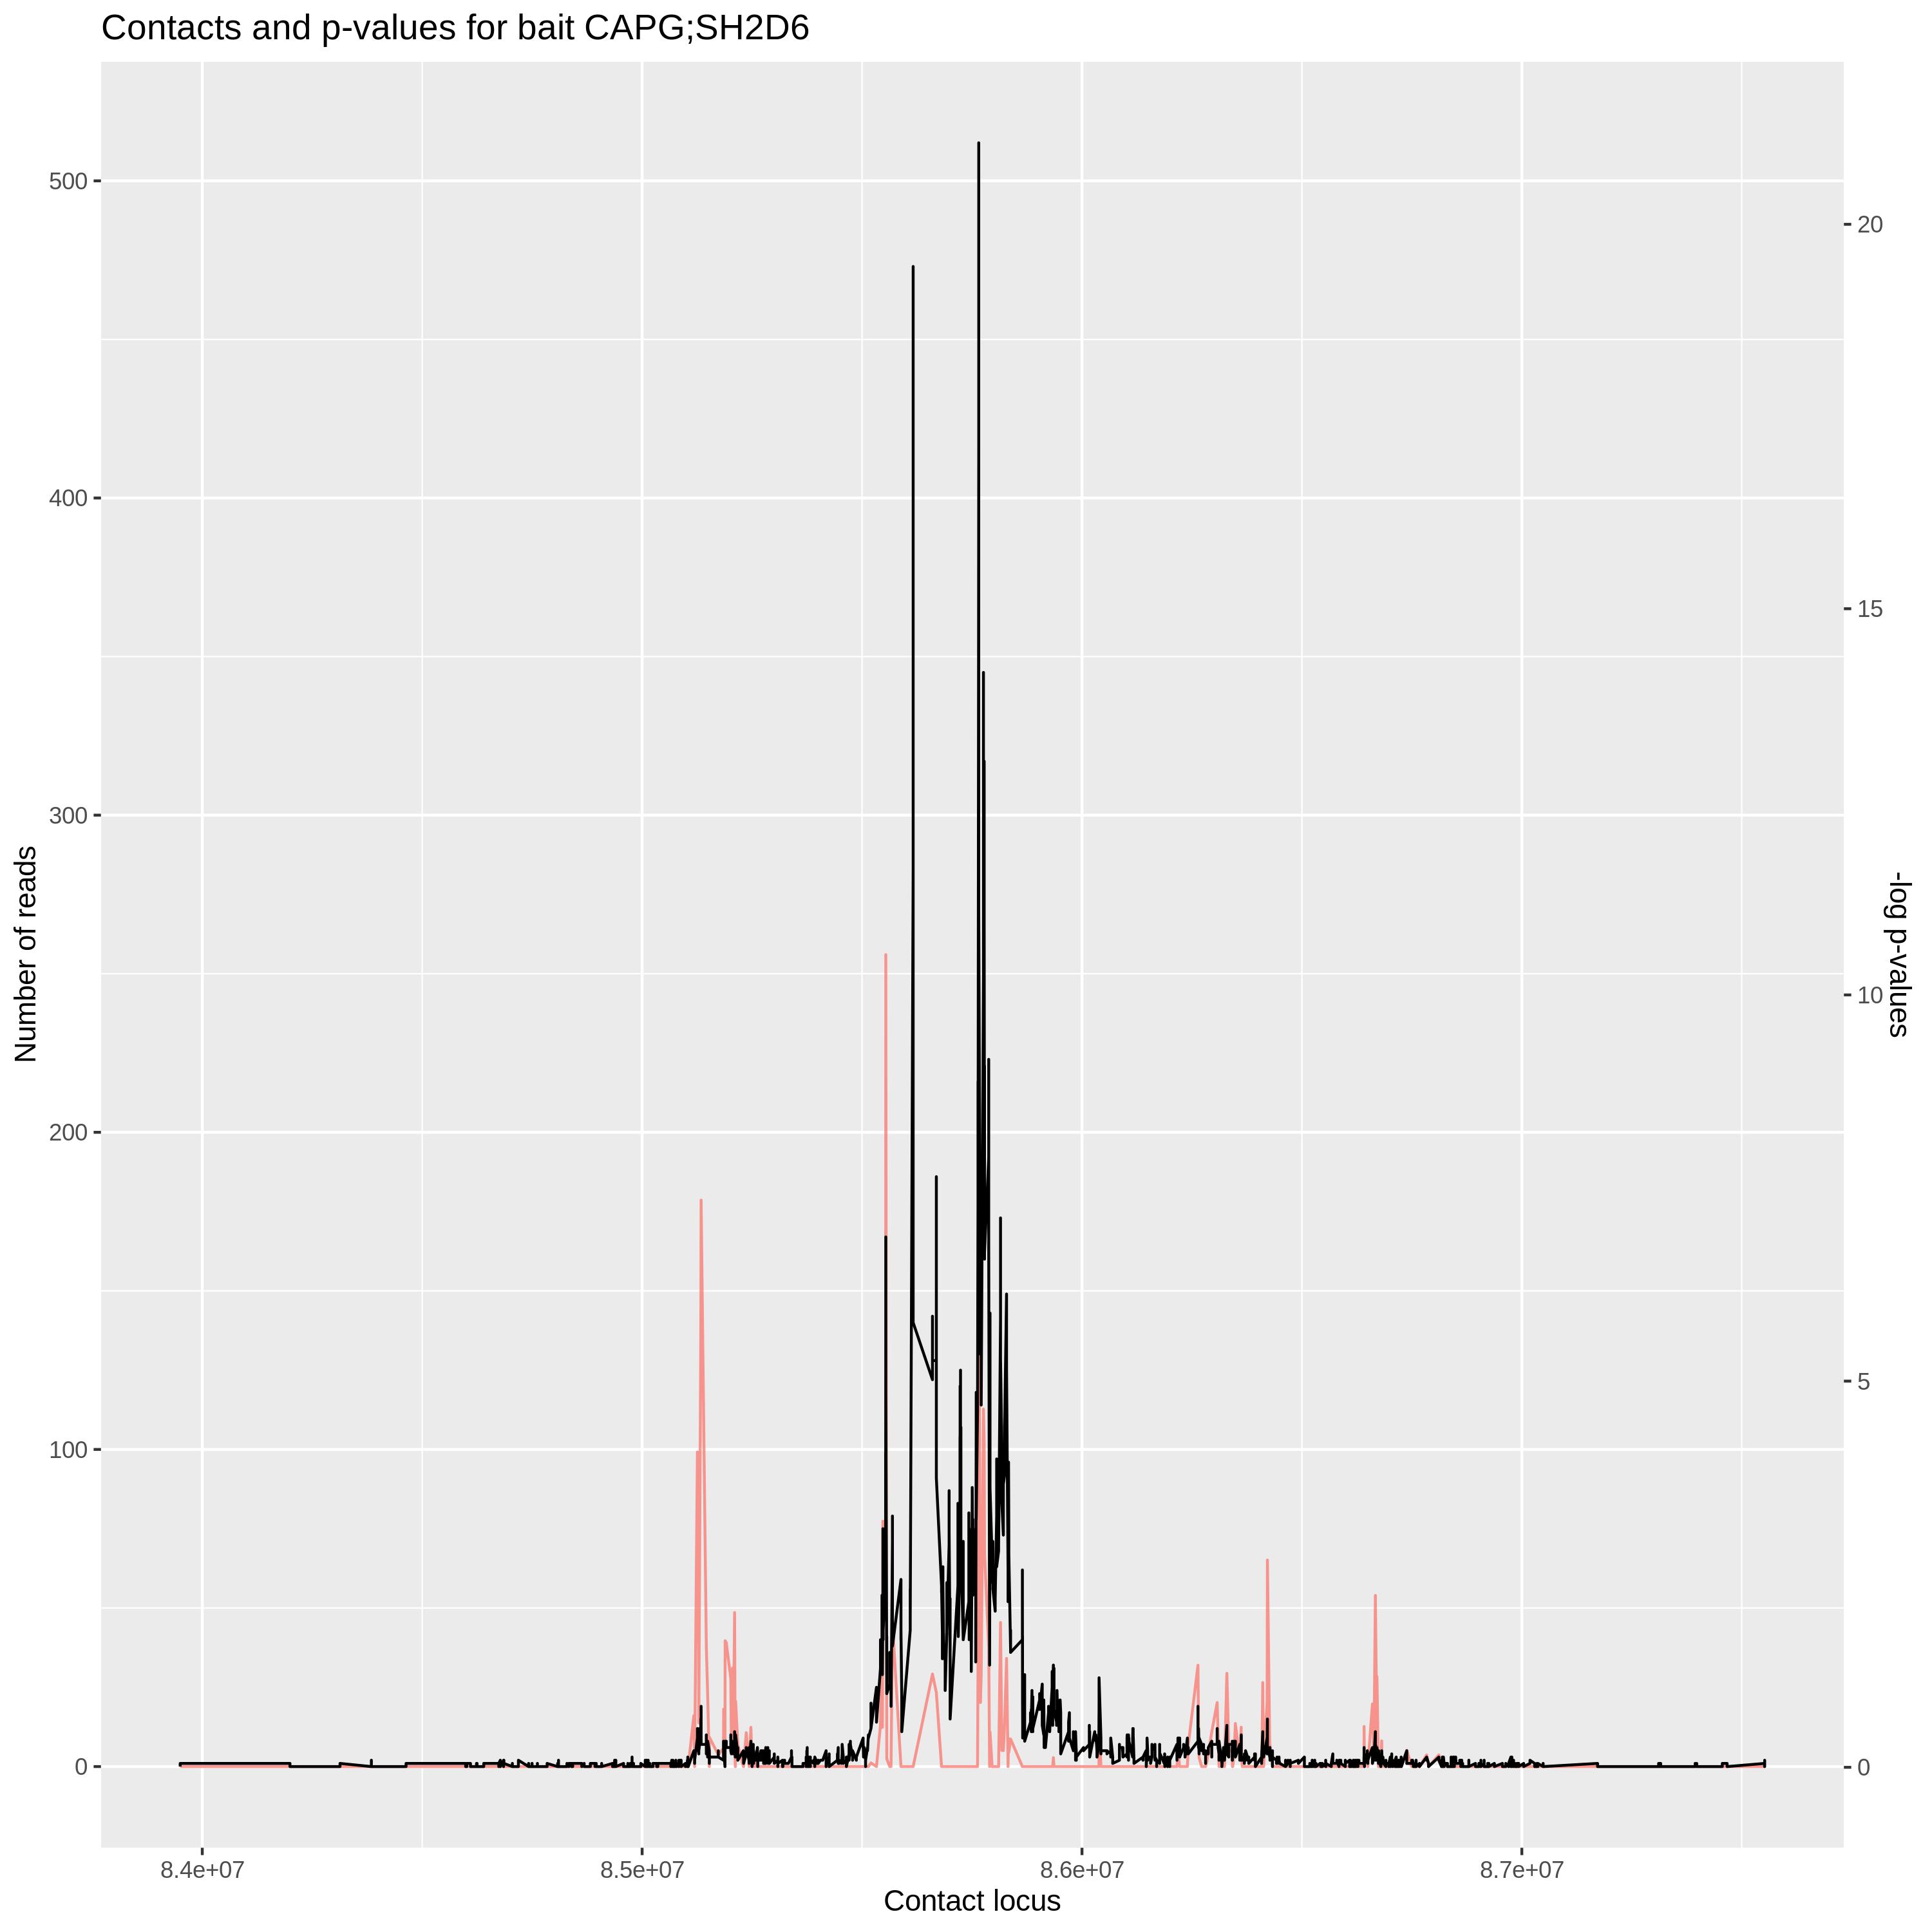 Contacts and p-values for bait CAPG;SH2D6
500
400
300
200
100
0
Number of reads
20
15
10
5
0
-log p-values
8.4e+07
8.5e+07
8.6e+07
8.7e+07
Contact locus